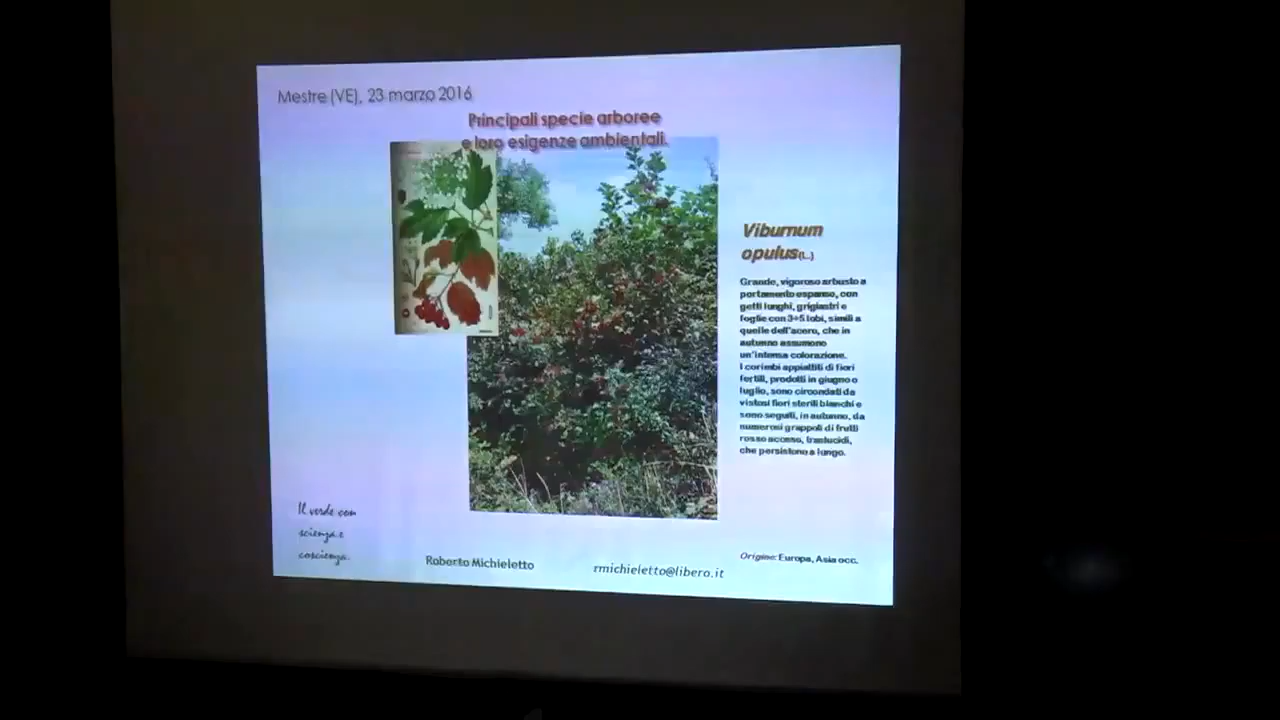 Mestre (VE), 23 marzo 2016
Principali specie arboree
e loro esigenze ambientali.
Viburnum
opulus(L.)
Grande, vigoroso arbusto a
portamento espanso, con
getti lunghi, grigiastri e
foglie con 3÷5 lobi, simili a
quelle dell'acero, che in
autunno assumono
un'intensa colorazione.
I corimbi appiattiti di fiori
fertili, prodotti in giugno o
luglio, sono circondati da
vistosi fiori sterili bianchi e
sono seguiti, in autunno, da
numerosi grappoli di frutti
rosso acceso, traslucidi,
che persistono a lungo.
Il verde con
scienza e
coscienza.
Roberto Michieletto
rmichieletto@libero.it
Origine: Europa, Asia occ.